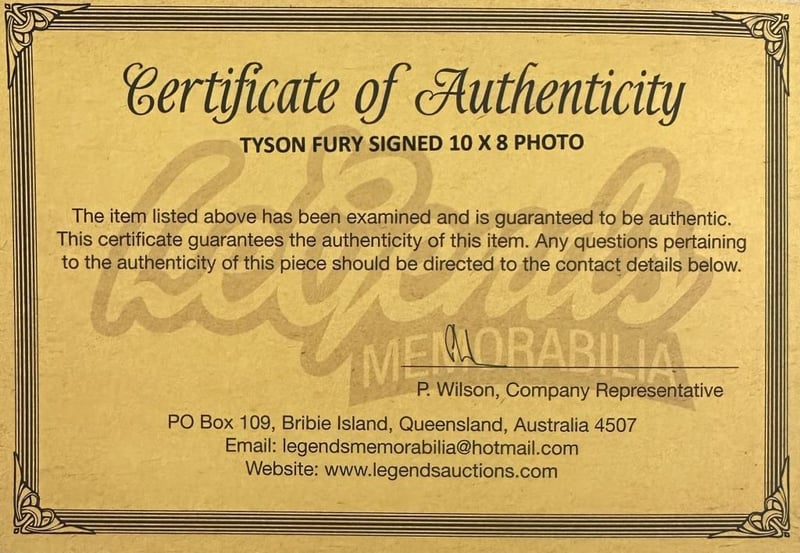 Certificate of Authenticity
TYSON FURY SIGNED 10 X 8 PHOTO
Legends
MEMORABILIA
The item listed above has been examined and is guaranteed to be authentic.
This certificate guarantees the authenticity of this item. Any questions pertaining
to the authenticity of this piece should be directed to the contact details below.
P. Wilson, Company Representative
PO Box 109, Bribie Island, Queensland, Australia 4507
Email: legendsmemorabilia@hotmail.com
Website: www.legendsauctions.com